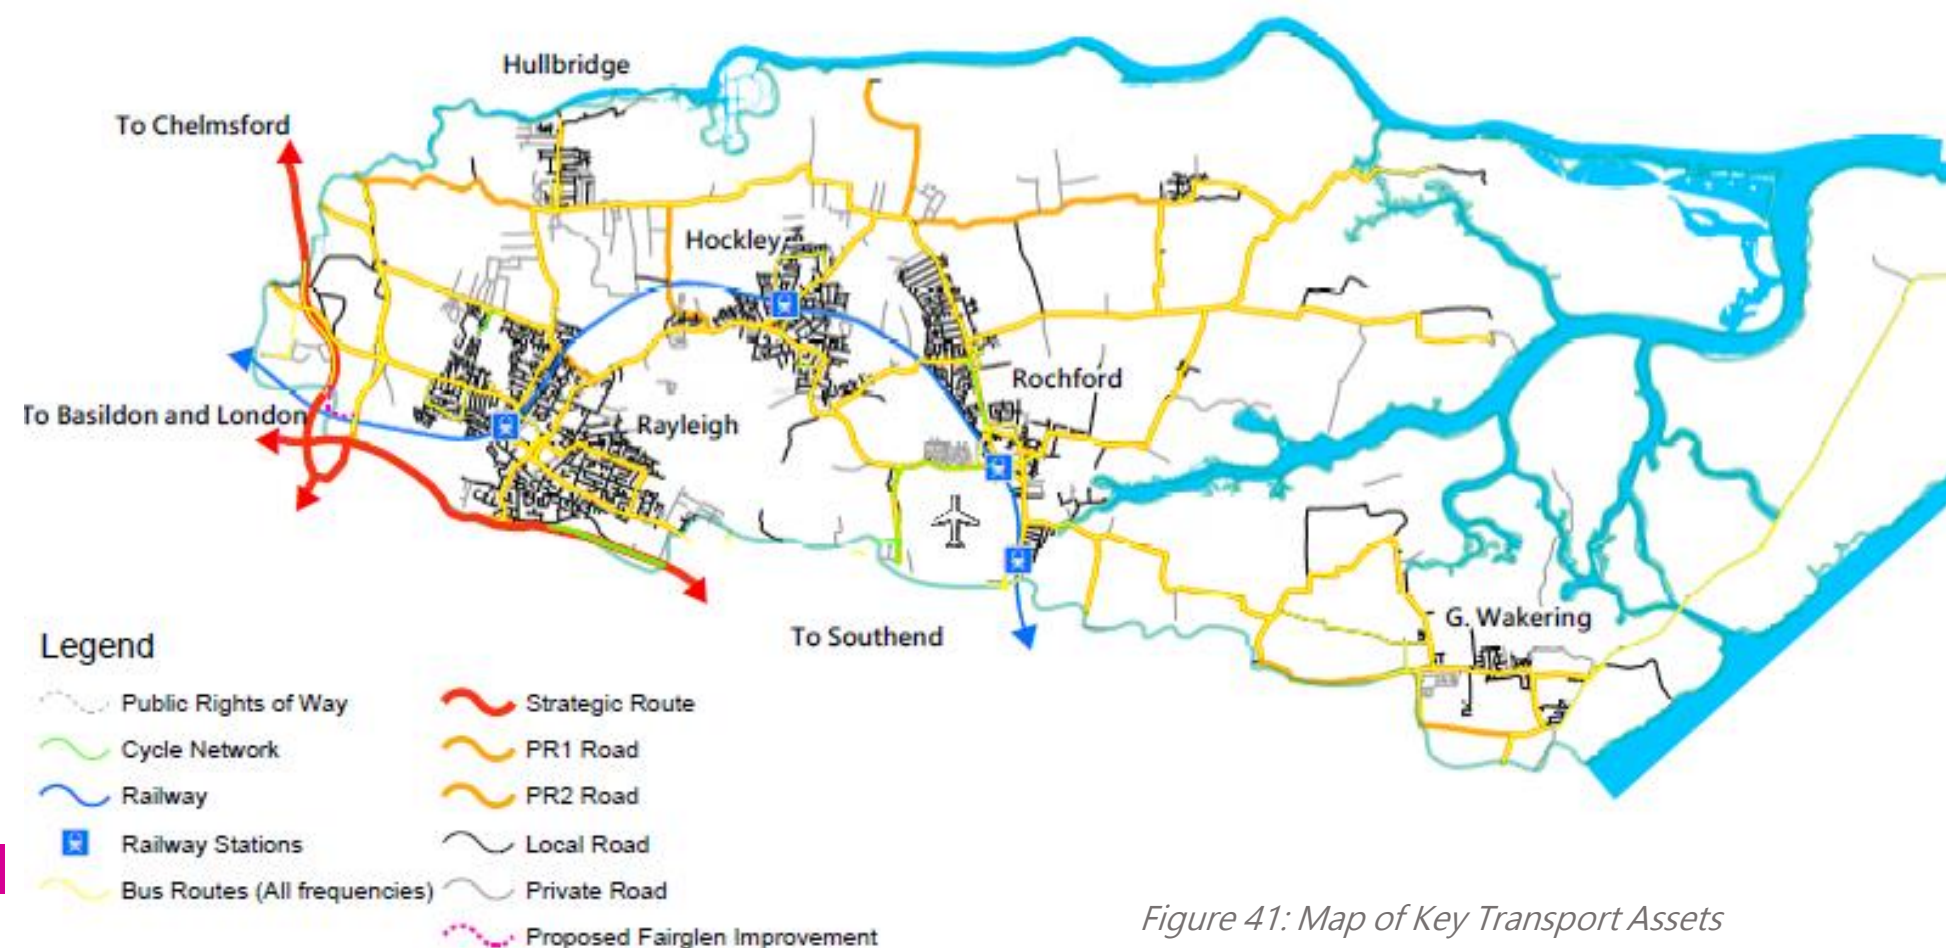 Hullbridge
To Chelmsford
Hockley
Rochford
To Basildon and London
Rayleigh
G. Wakering
To Southend
Legend
Public Rights of Way
Cycle Network
Railway
Railway Stations
Bus Routes (All frequencies)
Strategic Route
PR1 Road
PR2 Road
Local Road
Private Road
Proposed Fairglen Improvement
Figure 41: Map of Key Transport Assets